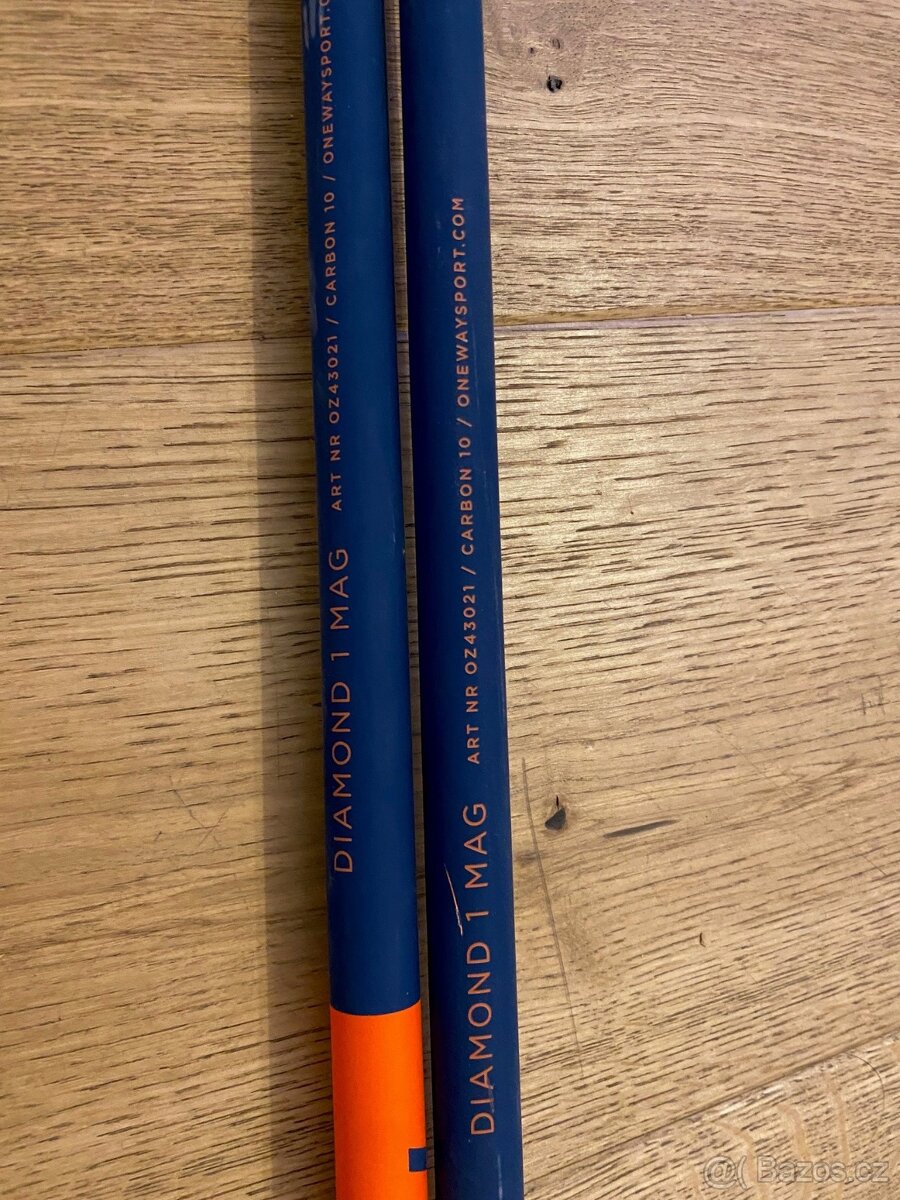 DIAMOND 1 MAG ART NR OZ43021 / CARBON 10 / ONEWAYSPORT.C
DIAMOND 1 MAG ART NR OZ43021 / CARBON 10 / ONEWAYSPORT.COM
Bazos.cz